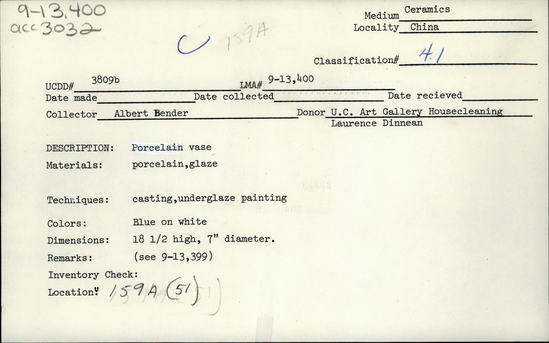 9-13,400
acc 3032
159A
Medium Ceramics
Locality China
Classification# 4.1
UCDD# 3809b LMA# 9-13,400
Date made Date collected Date recieved
Collector Albert Bender Donor U.C. Art Gallery Housecleaning
Laurence Dinnean
DESCRIPTION: Porcelain vase
Materials: porcelain,glaze
Techniques: casting,underglaze painting
Colors: Blue on white
Dimensions: 18 1/2 high, 7" diameter.
Remarks: (see 9-13,399)
Inventory Check:
Location: 159A (51)